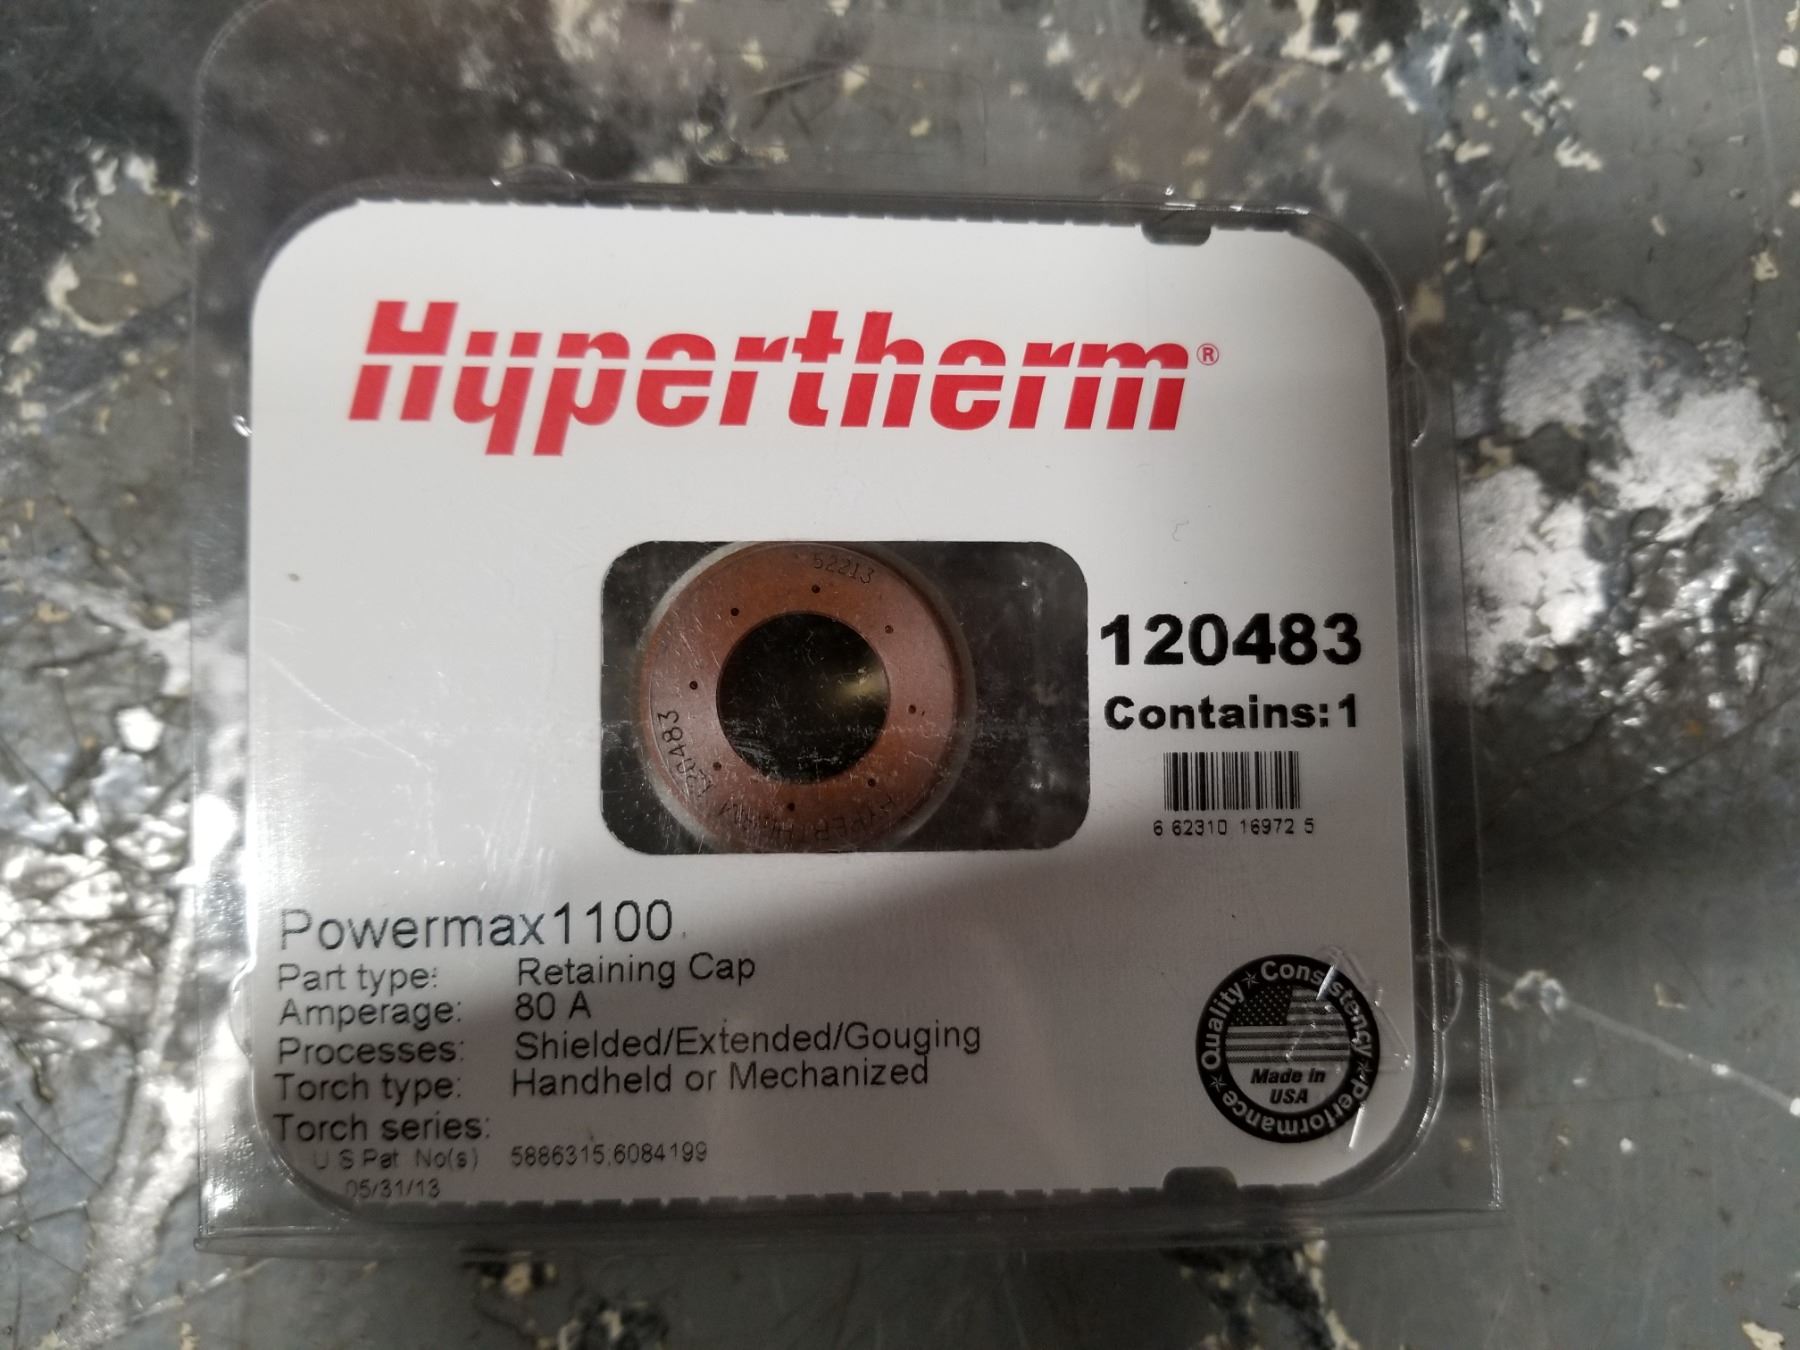 Hypertherm®
52213
120483
HYPERTHERM
120483
Contains: 1
6 62310 16972 5
Powermax1100
Part type: Retaining Cap
Amperage: 80 A
Processes: Shielded/Extended/Gouging
Torch type: Handheld or Mechanized
Torch series:
U S Pat No(s) 5886315,6084199
05/31/13
Quality ★ Consistency ★ Performance ★
Made in
USA